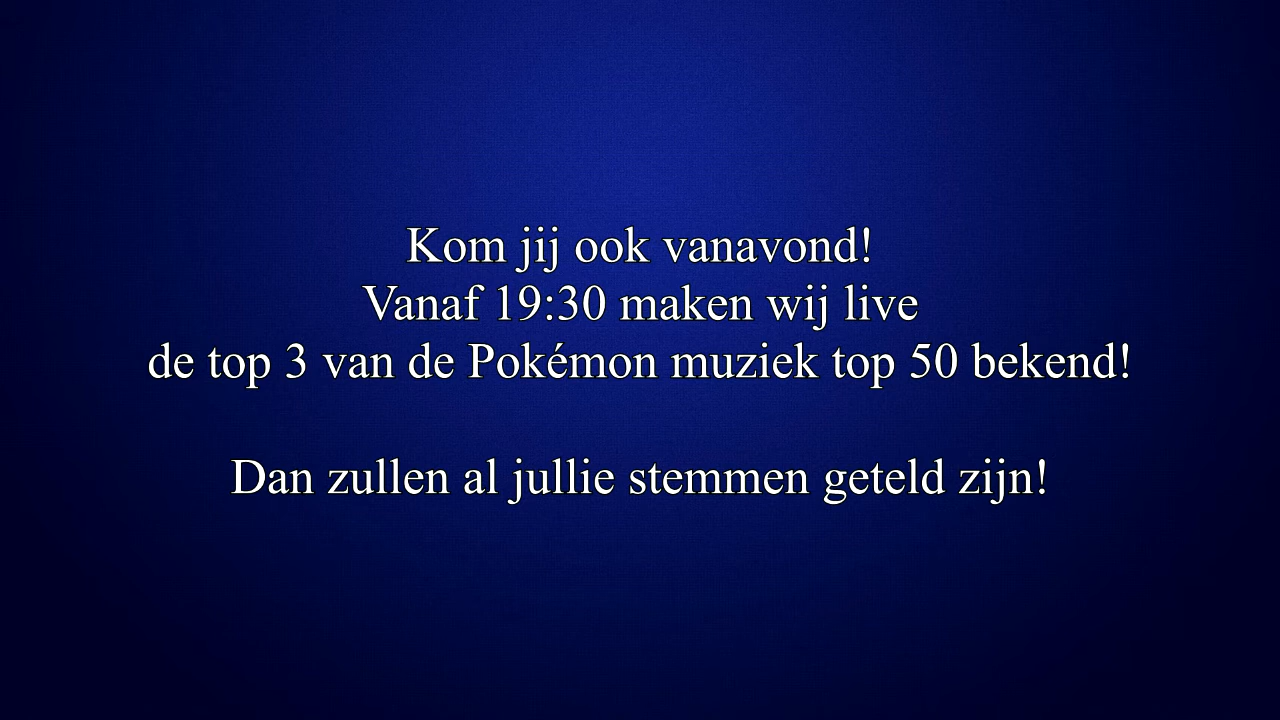 Kom jij ook vanavond!
Vanaf 19:30 maken wij live
de top 3 van de Pokémon muziek top 50 bekend!
Dan zullen al jullie stemmen geteld zijn!